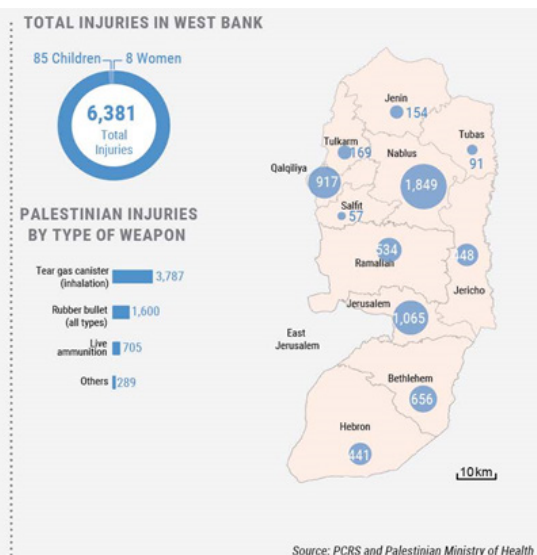 TOTAL INJURIES IN WEST BANK
85 Children
8 Women
6,381
Total
Injuries
PALESTINIAN INJURIES
BY TYPE OF WEAPON
Tear gas canister
(inhalation)
3,787
Rubber bullet
(all types)
1,600
Live
ammunition
705
Others
289
Jenin
154
Tubas
91
Tulkarm
169
Nablus
1,849
Qalqiliya
917
Salfit
57
534
Ramallah
448
Jericho
Jerusalem
1,065
East
Jerusalem
Bethlehem
656
Hebron
441
10km
Source: PCRS and Palestinian Ministry of Health